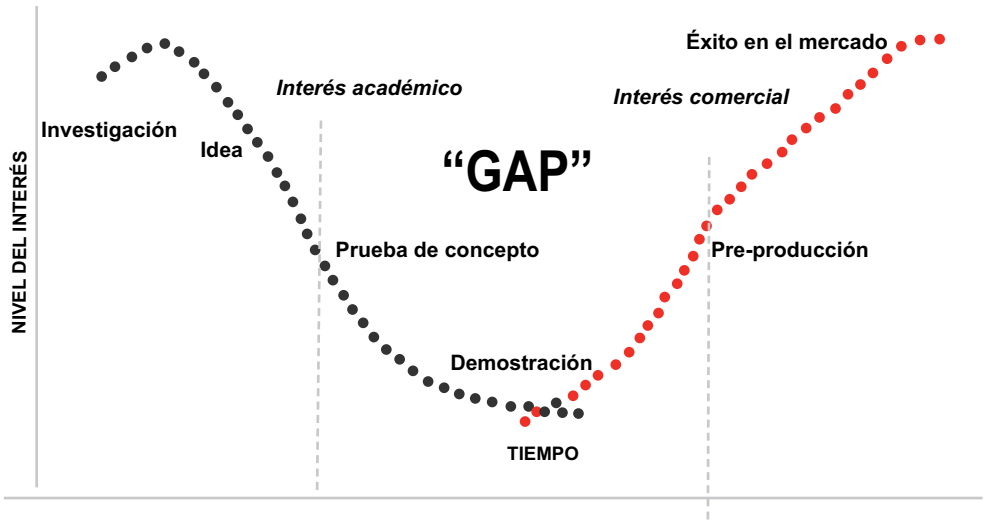 Éxito en el mercado
Interés académico
Interés comercial
Investigación
Idea
“GAP”
NIVEL DEL INTERÉS
Prueba de concepto
Pre-producción
Demostración
TIEMPO